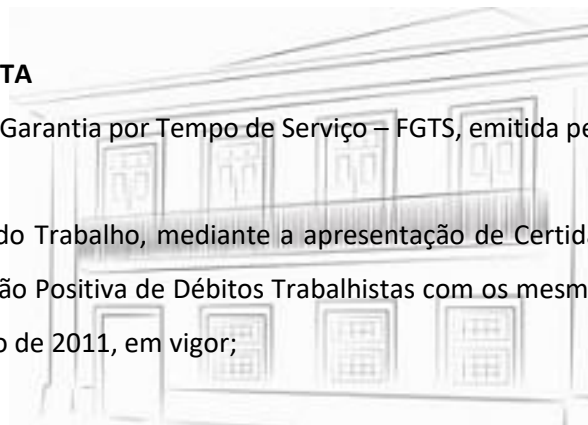 TA
Garantia por Tempo de Serviço – FGTS, emitida pe
do Trabalho, mediante a apresentação de Certid
ão Positiva de Débitos Trabalhistas com os mesm
o de 2011, em vigor;